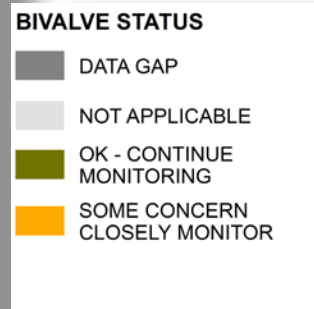 BIVALVE STATUS
DATA GAP
NOT APPLICABLE
OK - CONTINUE
MONITORING
SOME CONCERN
CLOSELY MONITOR